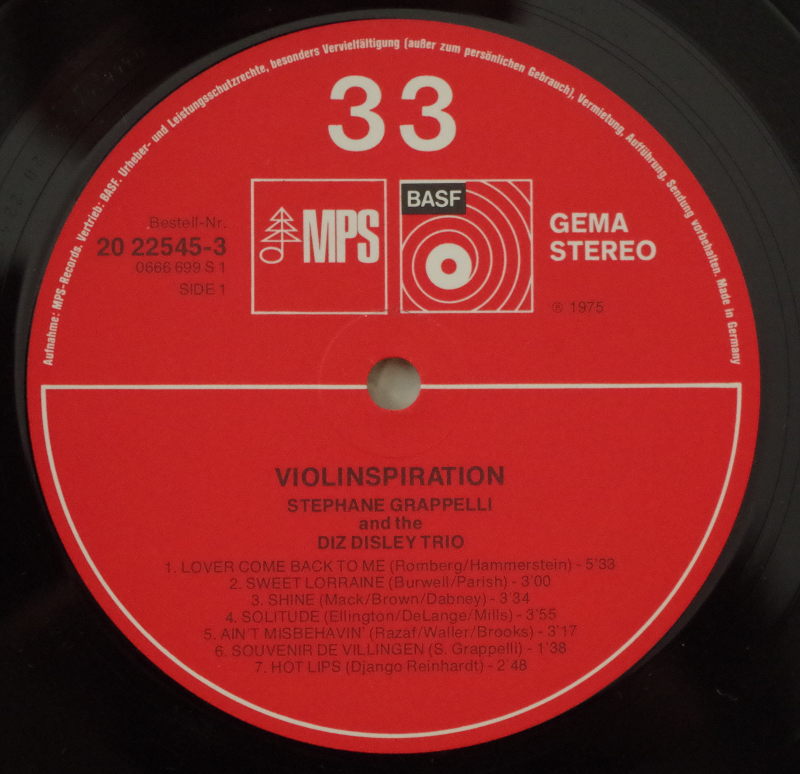 Aufnahme: MPS-Records. Vertrieb: BASF. Urheber- und Leistungsschutzrechte, besonders Vervielfältigung (außer zum persönlichen Gebrauch), Vermietung, Aufführung, Sendung vorbehalten. Made in Germany
33
MPS
BASF
GEMA
STEREO
Bestell-Nr.
20 22545-3
0666 699 S 1
SIDE 1
℗ 1975
VIOLINSPIRATION
STEPHANE GRAPPELLI
and the
DIZ DISLEY TRIO
1. LOVER COME BACK TO ME (Romberg/Hammerstein) - 5'33
2. SWEET LORRAINE (Burwell/Parish) - 3'00
3. SHINE (Mack/Brown/Dabney) - 3'34
4. SOLITUDE (Ellington/DeLange/Mills) - 3'55
5. AIN'T MISBEHAVIN' (Razaf/Waller/Brooks) - 3'17
6. SOUVENIR DE VILLINGEN (S. Grappelli) - 1'38
7. HOT LIPS (Django Reinhardt) - 2'48